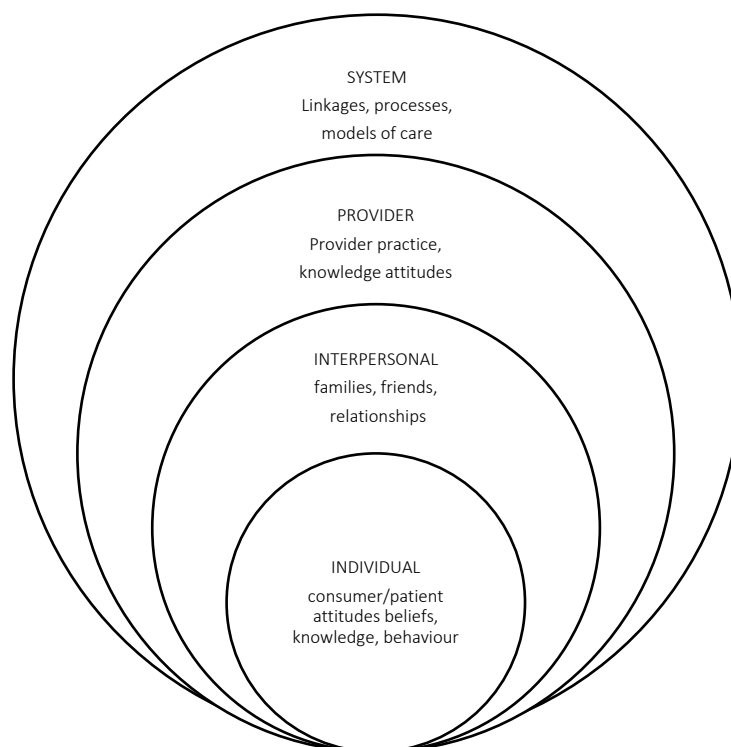 SYSTEM
Linkages, processes,
models of care
PROVIDER
Provider practice,
knowledge attitudes
INTERPERSONAL
families, friends,
relationships
INDIVIDUAL
consumer/patient
attitudes beliefs,
knowledge, behaviour